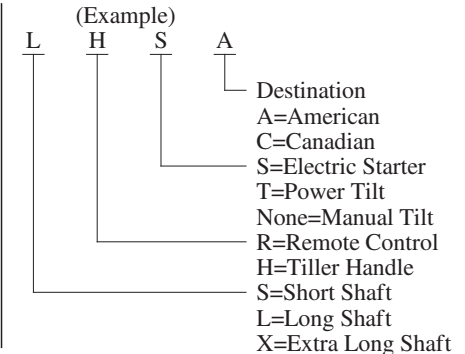 (Example)
L H S A
Destination
A=American
C=Canadian
S=Electric Starter
T=Power Tilt
None=Manual Tilt
R=Remote Control
H=Tiller Handle
S=Short Shaft
L=Long Shaft
X=Extra Long Shaft